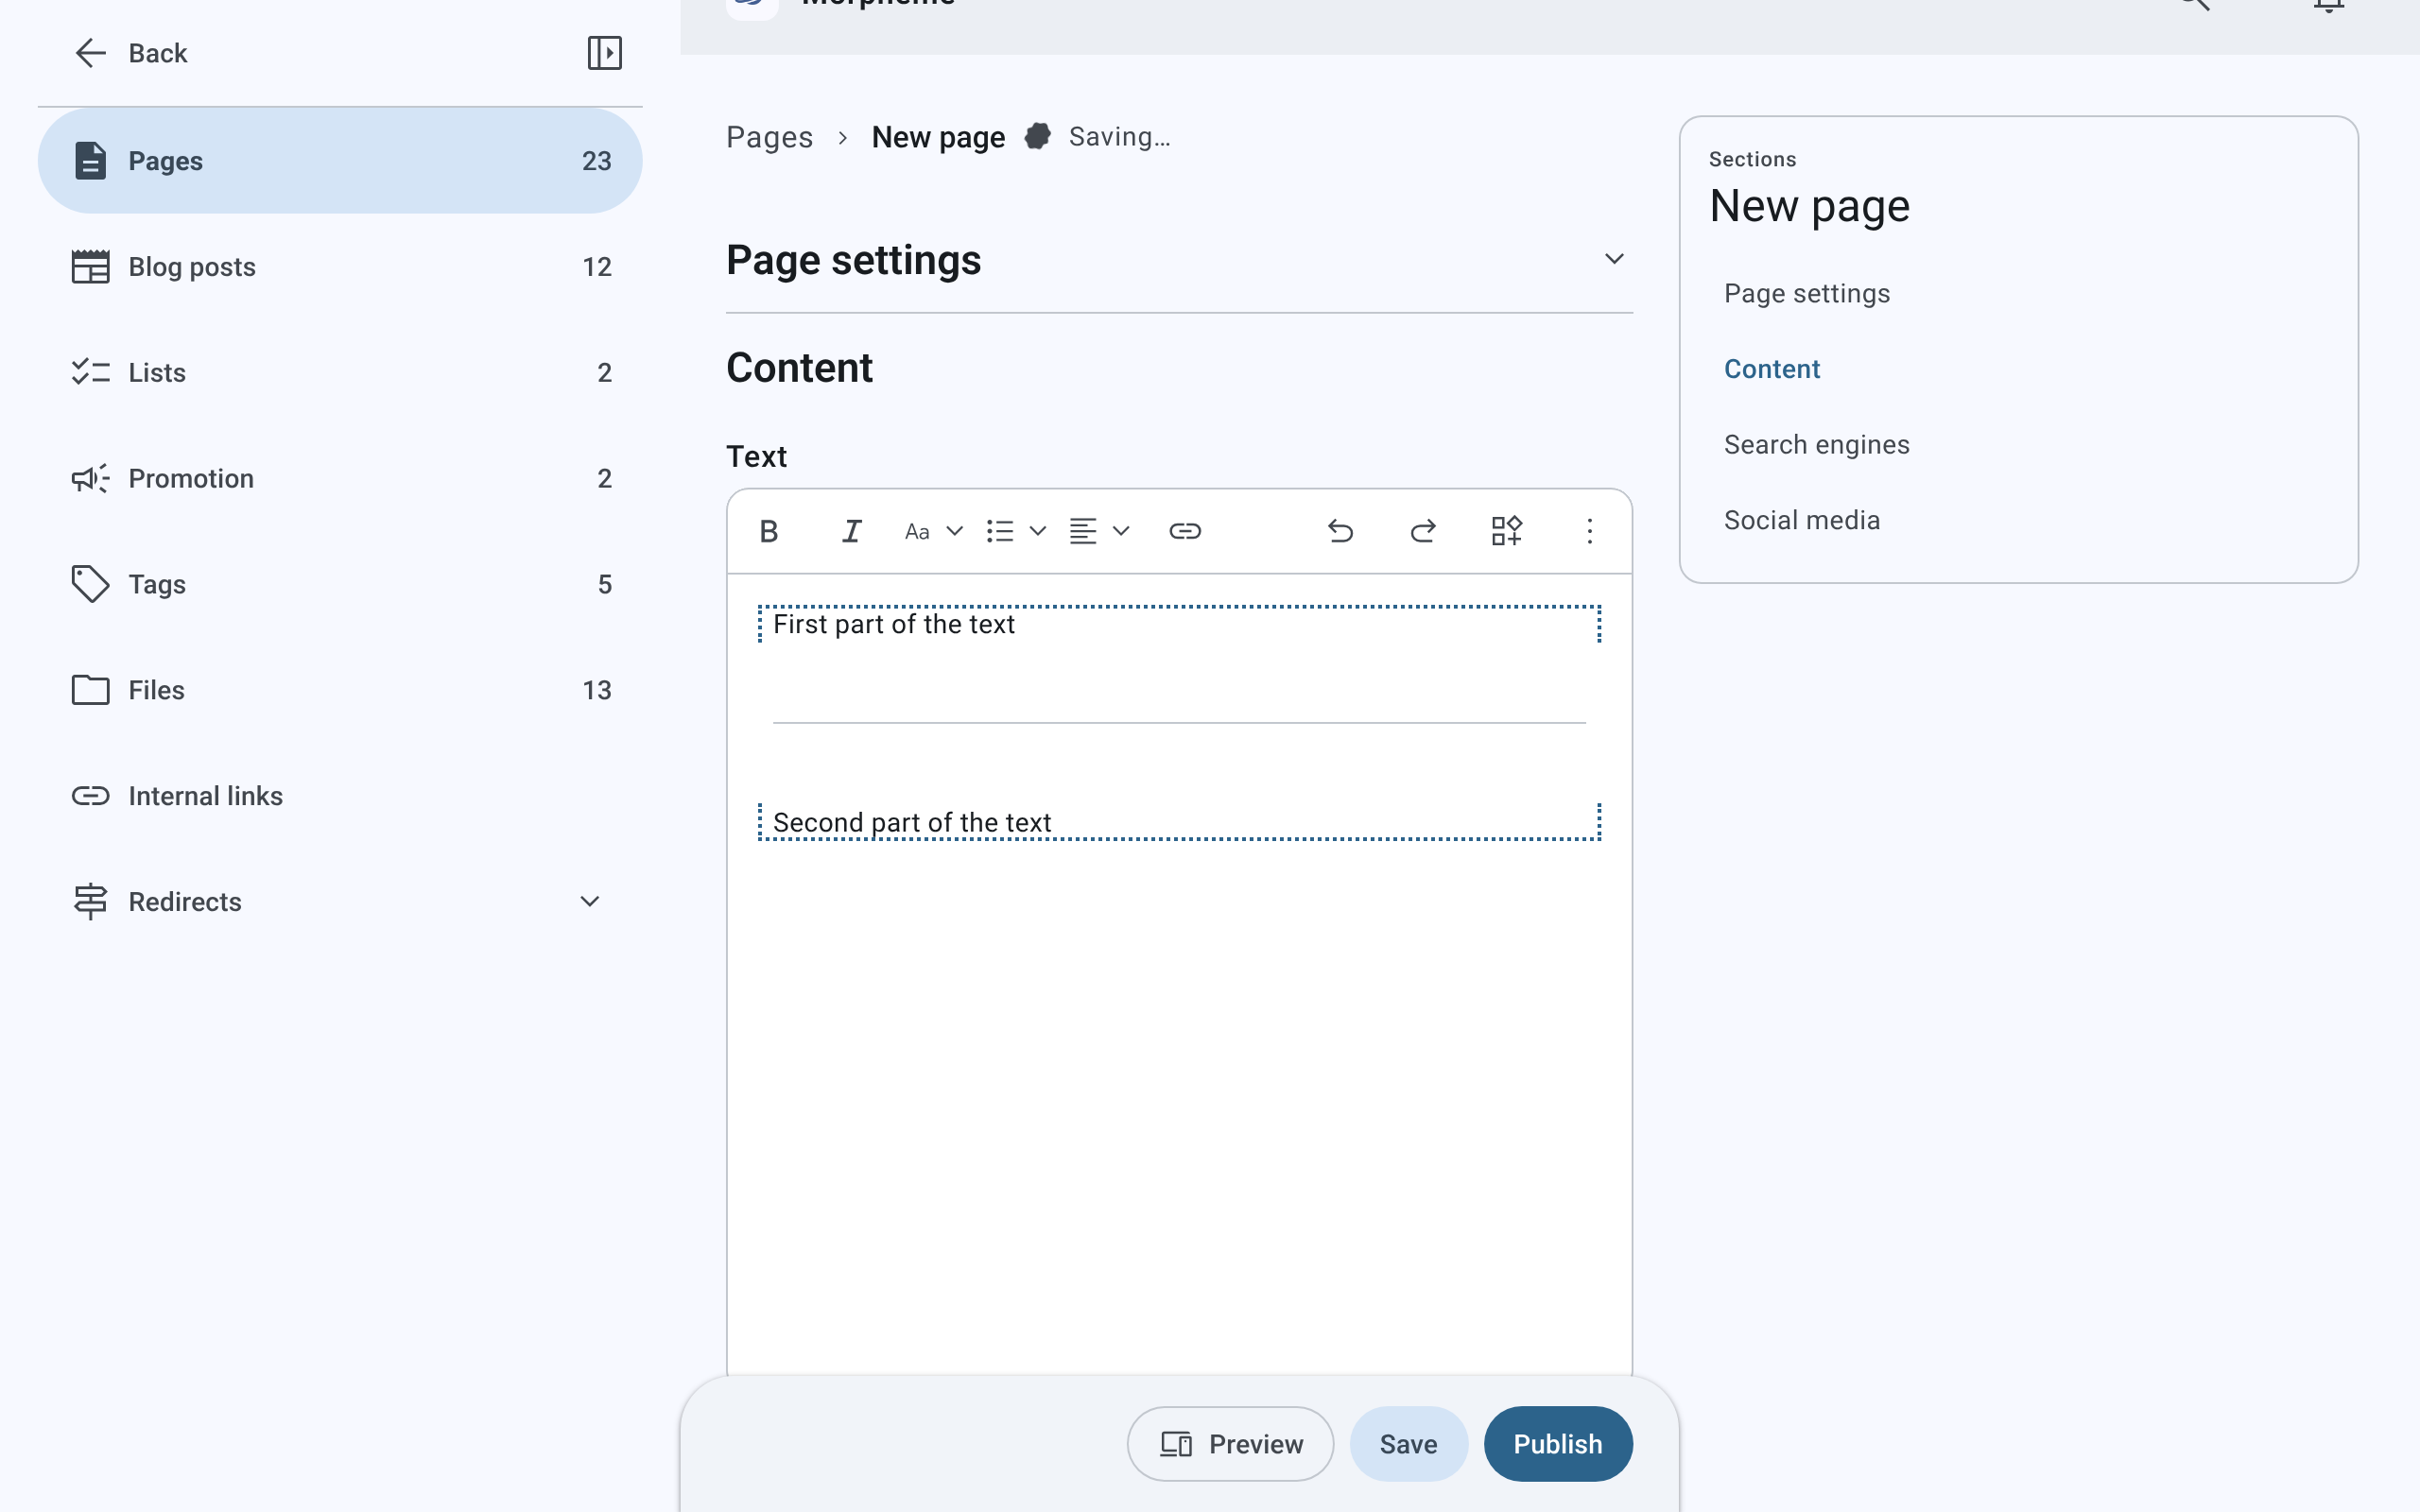 Back
Pages 23
Blog posts 12
Lists 2
Promotion 2
Tags 5
Files 13
Internal links
Redirects
Morpheme
Pages › New page Saving...
Page settings
Content
Text
B I Aa
First part of the text
Second part of the text
Preview Save Publish
Sections
New page
Page settings
Content
Search engines
Social media